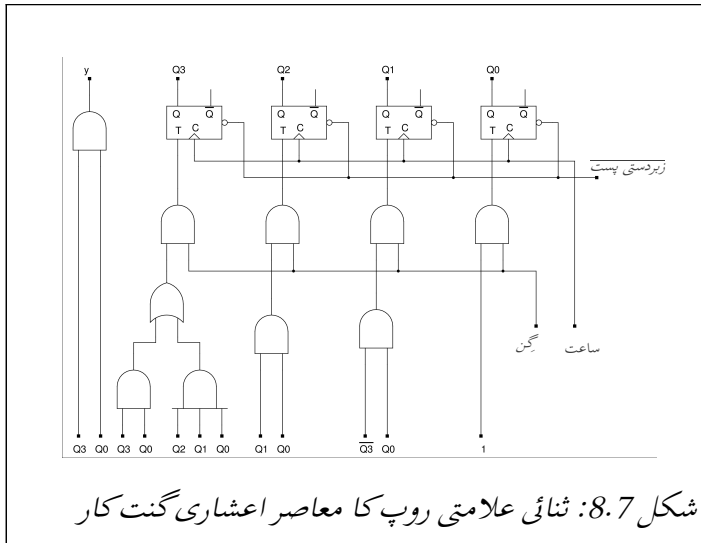 y Q3 Q2 Q1 Q0
Q Q̅ Q Q̅ Q Q̅ Q Q̅
T C T C T C T C
زبردستی پست
گِن ساعت
Q3 Q0 Q3 Q0 Q2 Q1 Q0 Q1 Q0 Q̅3̅ Q0 1
شکل 8.7: ثنائی علامتی روپ کا معاصر اعشاری گنت کار